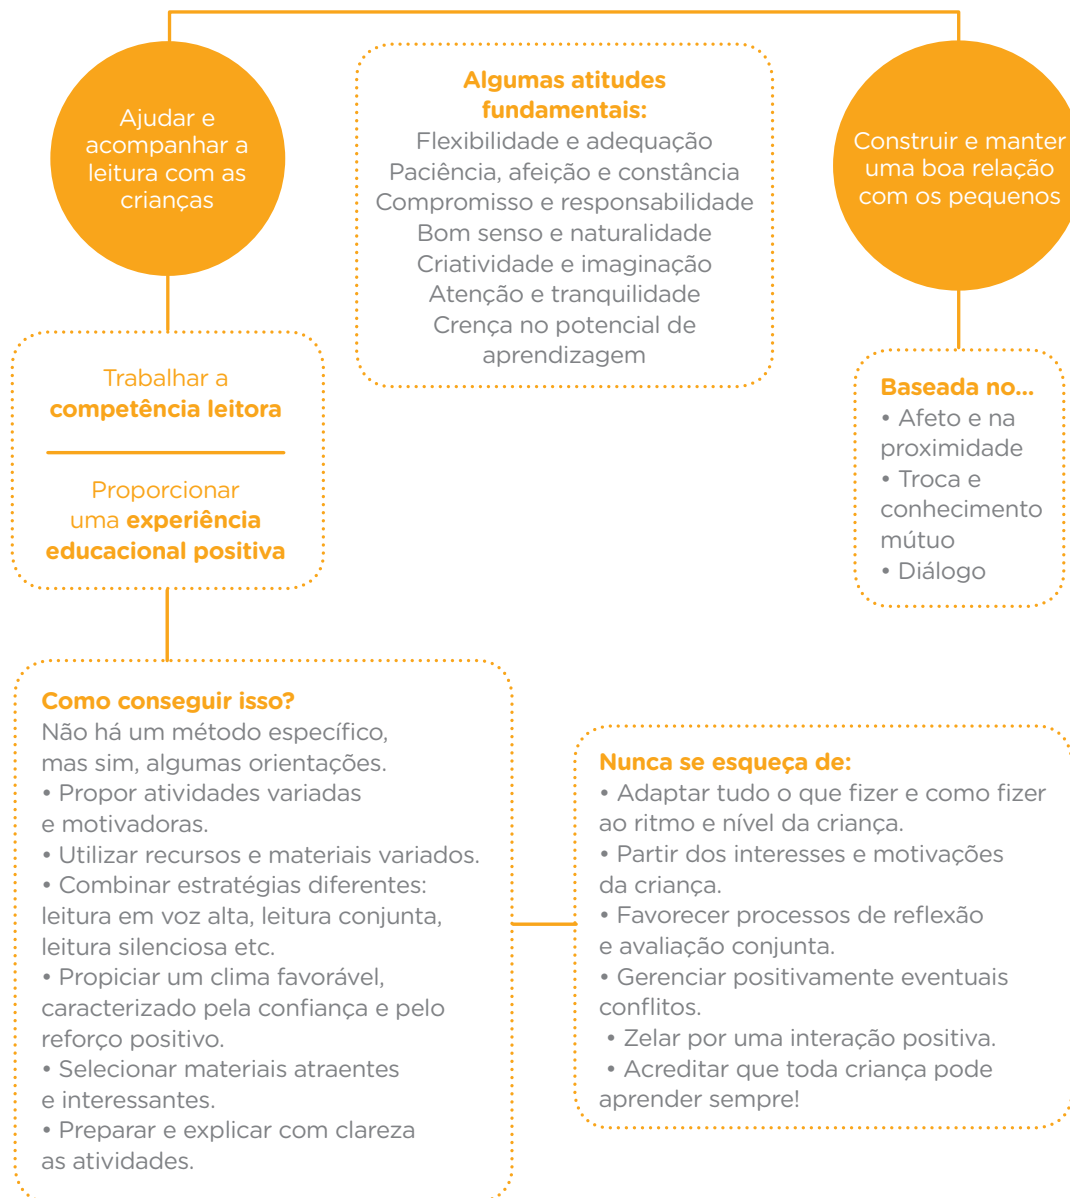 Ajudar e
acompanhar a
leitura com as
crianças
Algumas atitudes
fundamentais:
Flexibilidade e adequação
Paciência, afeição e constância
Compromisso e responsabilidade
Bom senso e naturalidade
Criatividade e imaginação
Atenção e tranquilidade
Crença no potencial de
aprendizagem
Construir e manter
uma boa relação
com os pequenos
Trabalhar a
competência leitora
Proporcionar
uma experiência
educacional positiva
Baseada no...
• Afeto e na
proximidade
• Troca e
conhecimento
mútuo
• Diálogo
Como conseguir isso?
Não há um método específico,
mas sim, algumas orientações.
• Propor atividades variadas
e motivadoras.
• Utilizar recursos e materiais variados.
• Combinar estratégias diferentes:
leitura em voz alta, leitura conjunta,
leitura silenciosa etc.
• Propiciar um clima favorável,
caracterizado pela confiança e pelo
reforço positivo.
• Selecionar materiais atraentes
e interessantes.
• Preparar e explicar com clareza
as atividades.
Nunca se esqueça de:
• Adaptar tudo o que fizer e como fizer
ao ritmo e nível da criança.
• Partir dos interesses e motivações
da criança.
• Favorecer processos de reflexão
e avaliação conjunta.
• Gerenciar positivamente eventuais
conflitos.
• Zelar por uma interação positiva.
• Acreditar que toda criança pode
aprender sempre!